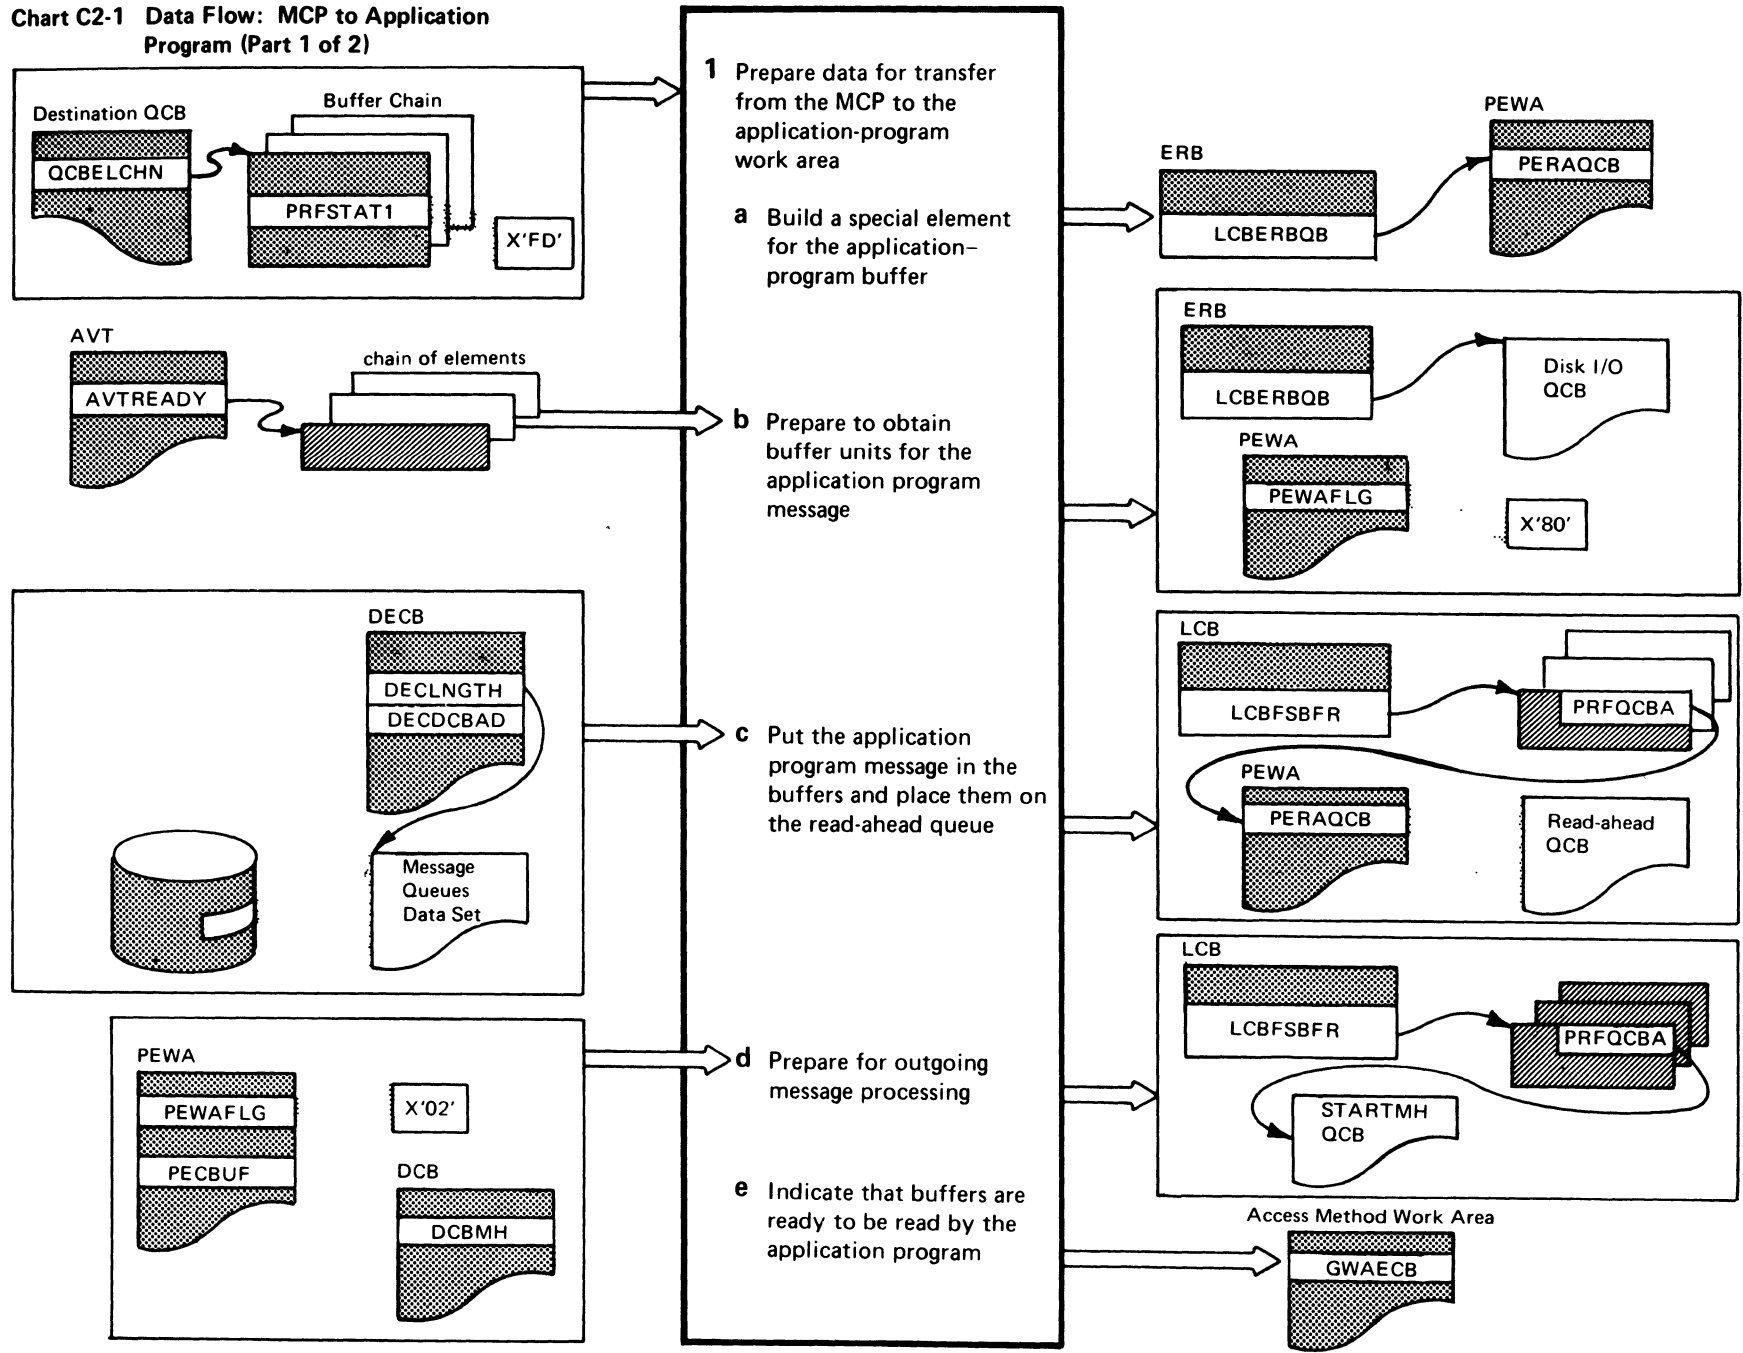 Chart C2-1 Data Flow: MCP to Application
Program (Part 1 of 2)
Destination QCB
QCBELCHN
Buffer Chain
PRFSTAT1
X'FD'
AVT
AVTREADY
chain of elements
DECB
DECLNGTH
DECDCBAD
Message
Queues
Data Set
PEWA
PEWAFLG
PECBUF
X'02'
DCB
DCBMH
1 Prepare data for transfer
from the MCP to the
application-program
work area
a Build a special element
for the application–
program buffer
b Prepare to obtain
buffer units for the
application program
message
c Put the application
program message in the
buffers and place them on
the read-ahead queue
d Prepare for outgoing
message processing
e Indicate that buffers are
ready to be read by the
application program
ERB
LCBERBQB
PEWA
PERAQCB
ERB
LCBERBQB
Disk I/O
QCB
PEWA
PEWAFLG
X'80'
LCB
LCBFSBFR
PRFQCBA
PEWA
PERAQCB
Read-ahead
QCB
LCB
LCBFSBFR
PRFQCBA
STARTMH
QCB
Access Method Work Area
GWAECB